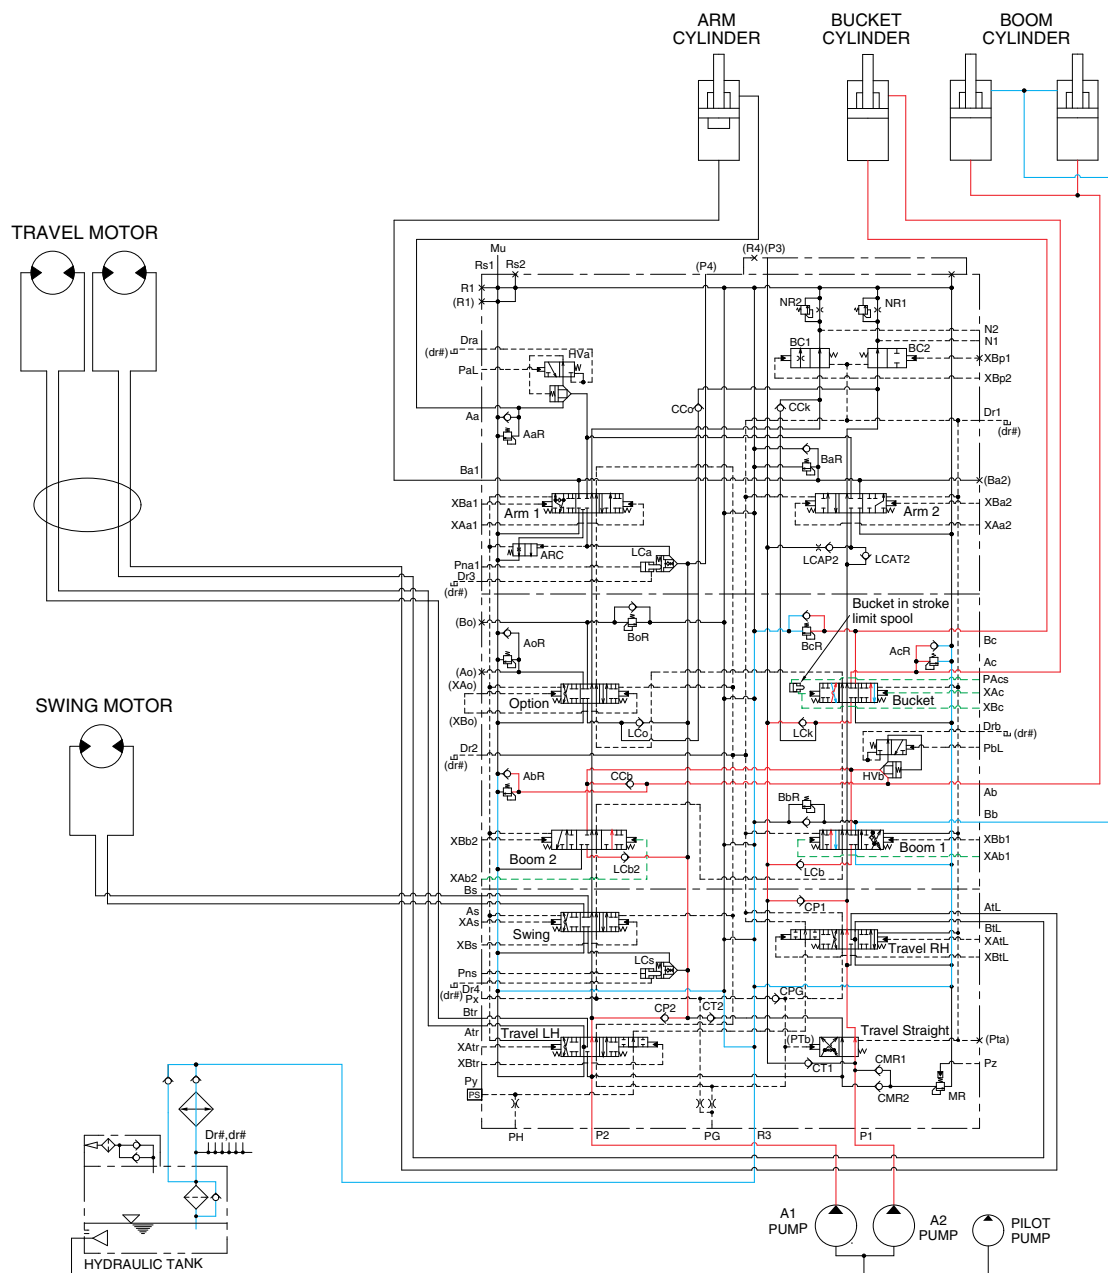 ARM
CYLINDER
BUCKET
CYLINDER
BOOM
CYLINDER
TRAVEL MOTOR
Mu
Rs1
Rs2
(P4)
(R4)(P3)
R1
(R1)
NR2
NR1
N2
N1
Dra
(dr#)
HVa
BC1
BC2
XBp1
PaL
XBp2
CCo
CCk
Dr1
(dr#)
Aa
AaR
BaR
Ba1
(Ba2)
XBa1
Arm 1
Arm 2
XBa2
XAa1
XAa2
ARC
LCa
LCAP2
LCAT2
Pna1
Dr3
(dr#)
Bucket in stroke
limit spool
(Bo)
BoR
BcR
Bc
AoR
AcR
Ac
(Ao)
PAcs
(XAo)
XAc
Option
Bucket
XBc
(XBo)
LCo
LCk
Drb
(dr#)
Dr2
(dr#)
PbL
HVb
AbR
CCb
Ab
BbR
Bb
XBb2
Boom 2
Boom 1
XBb1
LCb2
LCb
XAb1
XAb2
Bs
CP1
As
AtL
XAs
BtL
Swing
Travel RH
XAtL
XBs
XBtL
LCs
Pns
Dr4
(dr#)
Px
CPG
Btr
CP2
CT2
Atr
Travel LH
Travel Straight
XAtr
(PTb)
(Pta)
XBtr
CT1
CMR1
Pz
Py
PS
CMR2
MR
PH
P2
PG
R3
P1
SWING MOTOR
Dr#,dr#
HYDRAULIC TANK
A1
PUMP
A2
PUMP
PILOT
PUMP